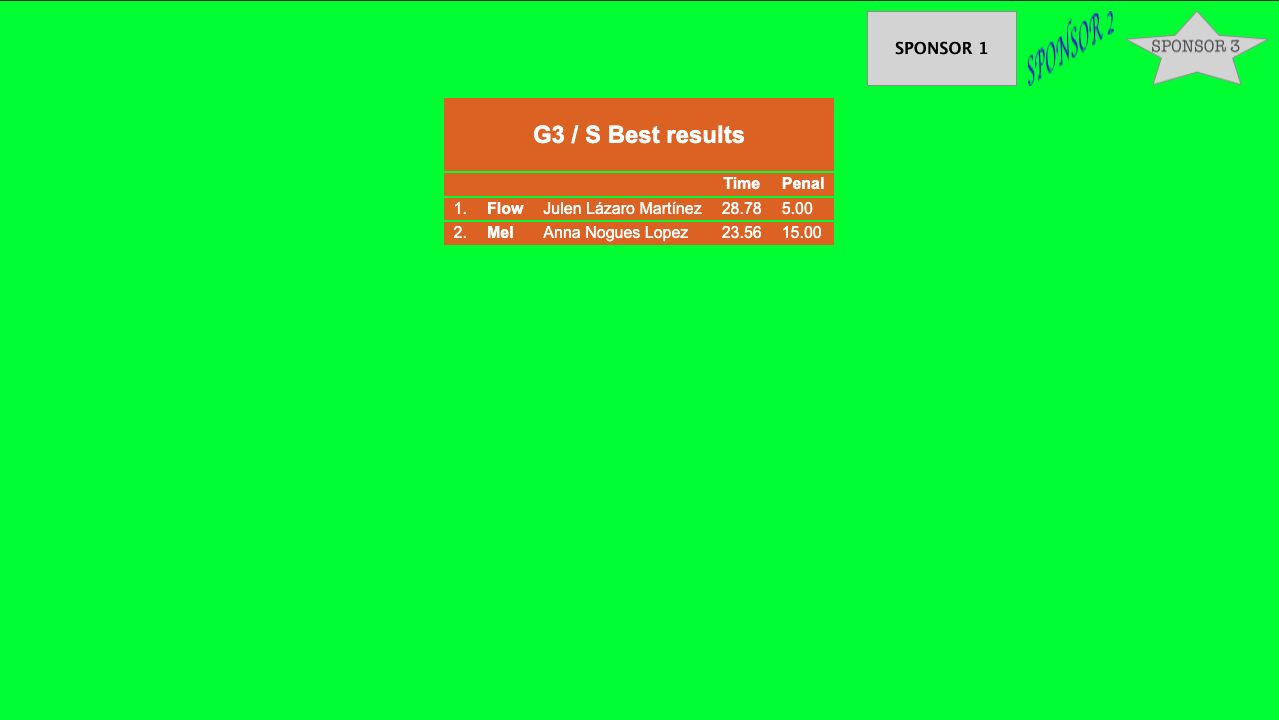 SPONSOR 1
SPONSOR 2
SPONSOR 3
G3 / S Best results
Time Penal
1. Flow Julen Lázaro Martínez 28.78 5.00
2. Mel Anna Nogues Lopez 23.56 15.00